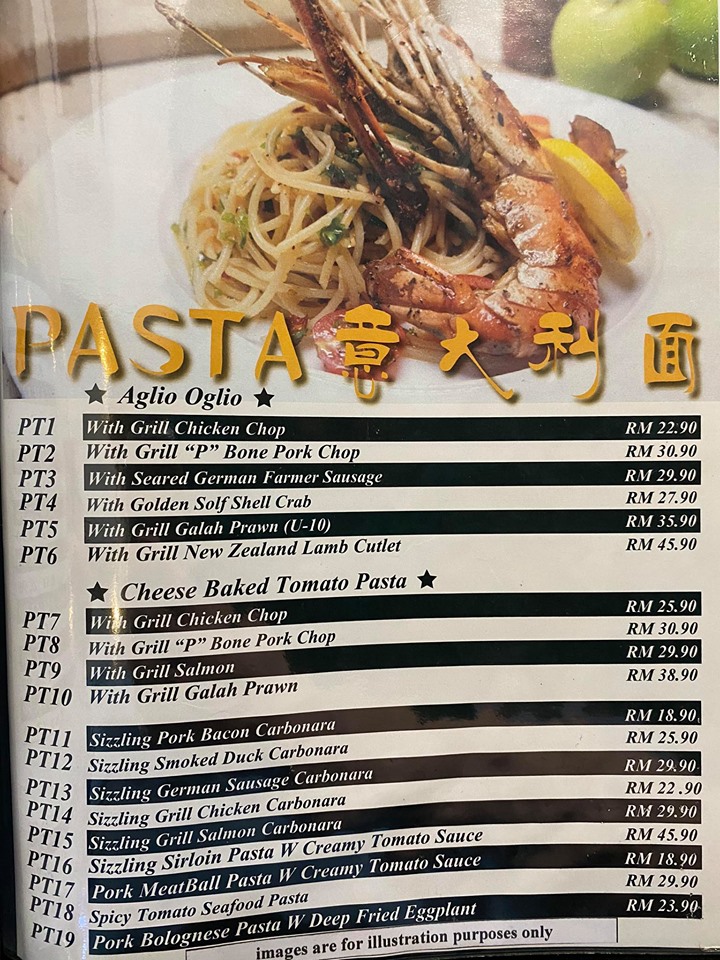 PASTA 意大利面
★ Aglio Oglio ★
PT1 With Grill Chicken Chop RM 22.90
PT2 With Grill "P" Bone Pork Chop RM 30.90
PT3 With Seared German Farmer Sausage RM 29.90
PT4 With Golden Solf Shell Crab RM 27.90
PT5 With Grill Galah Prawn (U-10) RM 35.90
PT6 With Grill New Zealand Lamb Cutlet RM 45.90
★ Cheese Baked Tomato Pasta ★
PT7 With Grill Chicken Chop RM 25.90
PT8 With Grill "P" Bone Pork Chop RM 30.90
PT9 With Grill Salmon RM 29.90
PT10 With Grill Galah Prawn RM 38.90
PT11 Sizzling Pork Bacon Carbonara RM 18.90
PT12 Sizzling Smoked Duck Carbonara RM 25.90
PT13 Sizzling German Sausage Carbonara RM 29.90
PT14 Sizzling Grill Chicken Carbonara RM 22 .90
PT15 Sizzling Grill Salmon Carbonara RM 29.90
PT16 Sizzling Sirloin Pasta W Creamy Tomato Sauce RM 45.90
PT17 Pork MeatBall Pasta W Creamy Tomato Sauce RM 18.90
PT18 Spicy Tomato Seafood Pasta RM 29.90
PT19 Pork Bolognese Pasta W Deep Fried Eggplant RM 23.90
images are for illustration purposes only